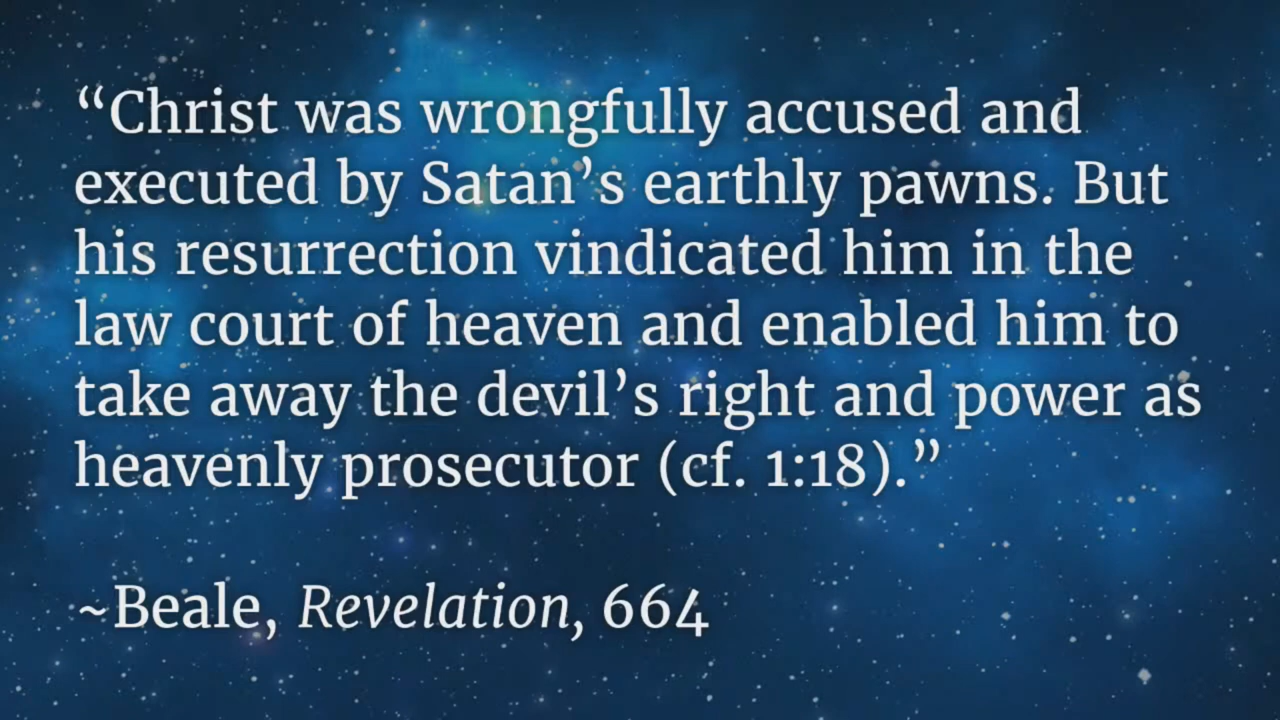 “Christ was wrongfully accused and
executed by Satan’s earthly pawns. But
his resurrection vindicated him in the
law court of heaven and enabled him to
take away the devil’s right and power as
heavenly prosecutor (cf. 1:18).”
~Beale, Revelation, 664